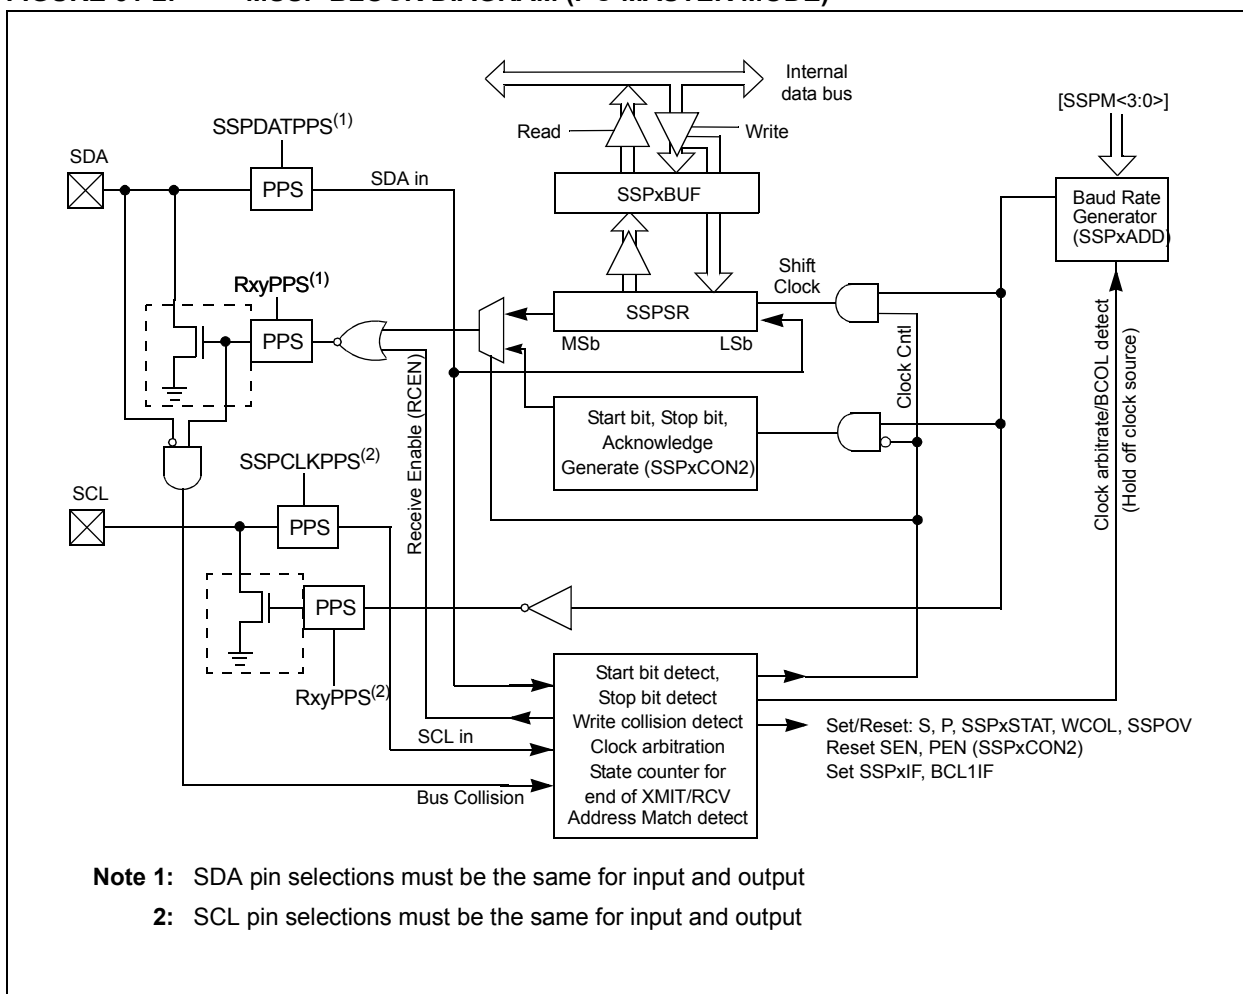 Internal
data bus
[SSPM<3:0>]
SSPDATPPS(1)
Read
Write
SDA
PPS
SDA in
SSPxBUF
Baud Rate
Generator
(SSPxADD)
Shift
Clock
RxyPPS(1)
PPS
SSPSR
MSb
LSb
Clock Cntl
Clock arbitrate/BCOL detect
(Hold off clock source)
Receive Enable (RCEN)
Start bit, Stop bit,
Acknowledge
Generate (SSPxCON2)
SSPCLKPPS(2)
SCL
PPS
PPS
RxyPPS(2)
Start bit detect,
Stop bit detect
Write collision detect
Clock arbitration
State counter for
end of XMIT/RCV
Address Match detect
SCL in
Bus Collision
Set/Reset: S, P, SSPxSTAT, WCOL, SSPOV
Reset SEN, PEN (SSPxCON2)
Set SSPxIF, BCL1IF
Note 1: SDA pin selections must be the same for input and output
2: SCL pin selections must be the same for input and output